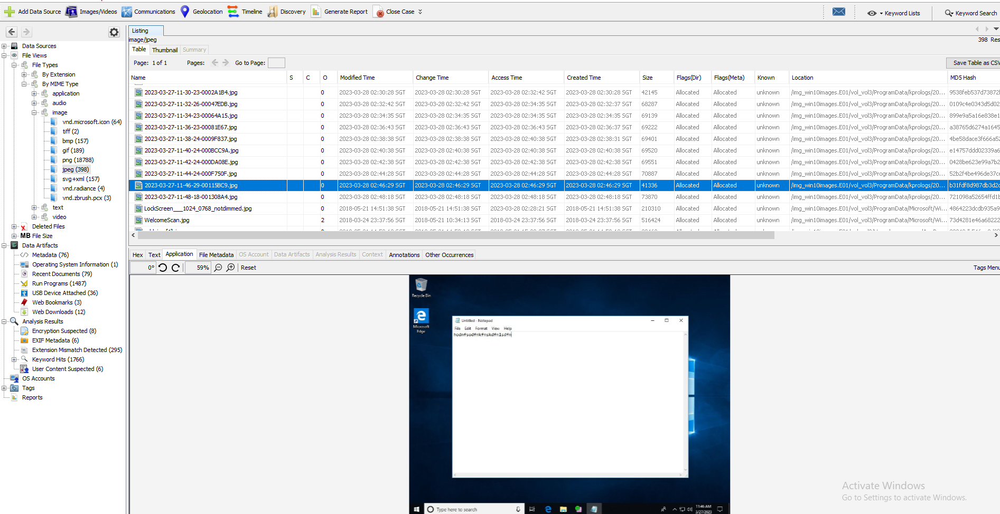 Add Data Source Images/Videos Communications Geolocation Timeline Discovery Generate Report Close Case Keyword Lists Keyword Search
Data Sources
File Views
File Types
By Extension
By MIME Type
application
audio
image
vnd.microsoft.icon (64)
tiff (2)
bmp (157)
gif (189)
png (18788)
jpeg (398)
svg+xml (157)
vnd.radiance (4)
vnd.zbrush.pcx (3)
text
video
Deleted Files
MB File Size
Data Artifacts
Metadata (76)
Operating System Information (1)
Recent Documents (79)
Run Programs (1487)
USB Device Attached (36)
Web Bookmarks (3)
Web Downloads (12)
Analysis Results
Encryption Suspected (8)
EXIF Metadata (6)
Extension Mismatch Detected (295)
Keyword Hits (1766)
User Content Suspected (6)
OS Accounts
Tags
Reports
Listing
image/jpeg
398 Res
Table Thumbnail Summary
Page: 1 of 1 Pages: Go to Page:
Save Table as CSV
Name S C O Modified Time Change Time Access Time Created Time Size Flags(Dir) Flags(Meta) Known Location MD5 Hash
2023-03-27-11-30-23-0002A1B4.jpg 0 2023-03-28 02:30:28 SGT 2023-03-28 02:30:28 SGT 2023-03-28 02:32:42 SGT 2023-03-28 02:30:28 SGT 42145 Allocated Allocated unknown /img_win10images.E01/vol_vol3/ProgramData/kprologs/20... 9538feb537d73872
2023-03-27-11-32-26-00047EDB.jpg 0 2023-03-28 02:32:42 SGT 2023-03-28 02:32:42 SGT 2023-03-28 02:34:35 SGT 2023-03-28 02:32:37 SGT 68287 Allocated Allocated unknown /img_win10images.E01/vol_vol3/ProgramData/kprologs/20... 0109c4e0343d5d02
2023-03-27-11-34-23-00064A15.jpg 0 2023-03-28 02:34:35 SGT 2023-03-28 02:34:35 SGT 2023-03-28 02:34:35 SGT 2023-03-28 02:34:35 SGT 69139 Allocated Allocated unknown /img_win10images.E01/vol_vol3/ProgramData/kprologs/20... 899e9a5a16e838e1
2023-03-27-11-36-23-00081E67.jpg 0 2023-03-28 02:36:43 SGT 2023-03-28 02:36:43 SGT 2023-03-28 02:36:43 SGT 2023-03-28 02:36:37 SGT 69222 Allocated Allocated unknown /img_win10images.E01/vol_vol3/ProgramData/kprologs/20... a38765d6274a1645
2023-03-27-11-38-24-0009F837.jpg 0 2023-03-28 02:38:38 SGT 2023-03-28 02:38:38 SGT 2023-03-28 02:40:38 SGT 2023-03-28 02:38:31 SGT 69401 Allocated Allocated unknown /img_win10images.E01/vol_vol3/ProgramData/kprologs/20... 4be58dace3f666a5
2023-03-27-11-40-24-000BCC9A.jpg 0 2023-03-28 02:40:38 SGT 2023-03-28 02:40:38 SGT 2023-03-28 02:40:38 SGT 2023-03-28 02:40:38 SGT 69520 Allocated Allocated unknown /img_win10images.E01/vol_vol3/ProgramData/kprologs/20... e14757ddd02339a6
2023-03-27-11-42-24-000DA08E.jpg 0 2023-03-28 02:42:38 SGT 2023-03-28 02:42:38 SGT 2023-03-28 02:42:38 SGT 2023-03-28 02:42:38 SGT 69551 Allocated Allocated unknown /img_win10images.E01/vol_vol3/ProgramData/kprologs/20... 0428be623e99a7b2
2023-03-27-11-44-24-000F750F.jpg 0 2023-03-28 02:44:28 SGT 2023-03-28 02:44:28 SGT 2023-03-28 02:44:28 SGT 2023-03-28 02:44:28 SGT 70887 Allocated Allocated unknown /img_win10images.E01/vol_vol3/ProgramData/kprologs/20... 52b2f4be496de37c
2023-03-27-11-46-29-00115BC9.jpg 0 2023-03-28 02:46:29 SGT 2023-03-28 02:46:29 SGT 2023-03-28 02:46:29 SGT 2023-03-28 02:46:29 SGT 41336 Allocated Allocated unknown /img_win10images.E01/vol_vol3/ProgramData/kprologs/20... b31fdf8d987db3d2
2023-03-27-11-48-18-001308A4.jpg 0 2023-03-28 02:48:18 SGT 2023-03-28 02:48:18 SGT 2023-03-28 02:48:18 SGT 2023-03-28 02:48:18 SGT 73870 Allocated Allocated unknown /img_win10images.E01/vol_vol3/ProgramData/kprologs/20... 721098a52654ffd1
LockScreen___1024_0768_notdimmed.jpg 0 2018-05-21 14:51:38 SGT 2018-05-21 14:51:38 SGT 2023-03-28 02:28:21 SGT 2018-05-21 14:51:38 SGT 210310 Allocated Allocated unknown /img_win10images.E01/vol_vol3/ProgramData/Microsoft/Wi... 4864223dcdb935a9
WelcomeScan.jpg 2 2018-03-24 23:37:56 SGT 2018-05-21 10:34:13 SGT 2018-03-24 23:37:56 SGT 2018-03-24 23:37:56 SGT 516424 Allocated Allocated unknown /img_win10images.E01/vol_vol3/ProgramData/Microsoft/Wi... 73d4281e46a68222
Hex Text Application File Metadata OS Account Data Artifacts Analysis Results Context Annotations Other Occurrences
0° 59% Reset Tags Menu
Recycle Bin
Microsoft Edge
Untitled - Notepad
File Edit Format View Help
hodnfsodfnkfnskdfnlsdfn
Type here to search
11:46 AM
3/27/2023
Activate Windows
Go to Settings to activate Windows.